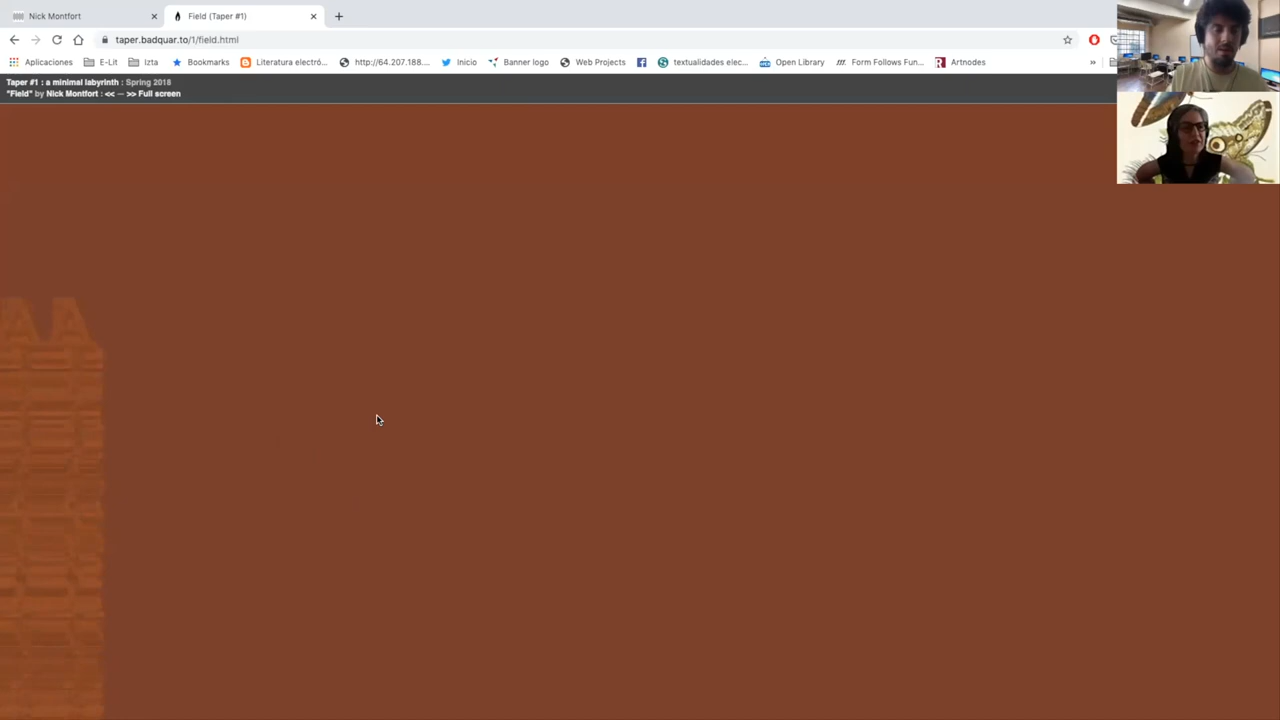 Nick Montfort
Field (Taper #1)
taper.badquar.to/1/field.html
Aplicaciones E-Lit Izta Bookmarks Literatura electró... http://64.207.188.... Inicio Banner logo Web Projects textualidades elec... Open Library Form Follows Fun... Artnodes »
Taper #1 : a minimal labyrinth : Spring 2018
"Field" by Nick Montfort : << — >> Full screen
AA